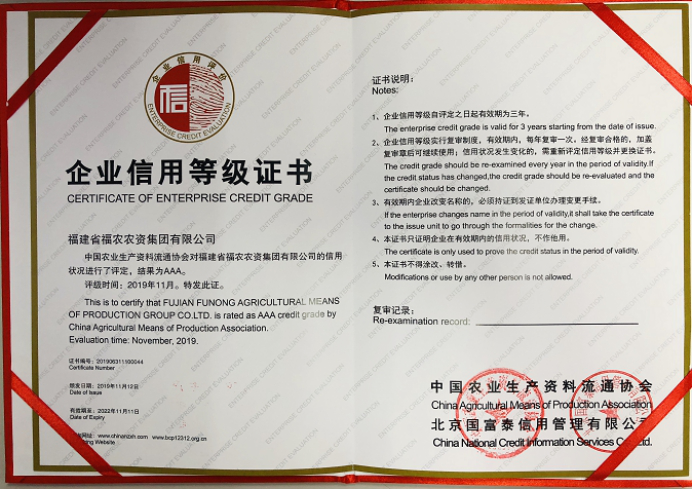 企业信用评价
信
ENTERPRISE CREDIT EVALUATION
企业信用等级证书
CERTIFICATE OF ENTERPRISE CREDIT GRADE
福建省福农农资集团有限公司
中国农业生产资料流通协会对福建省福农农资集团有限公司的信用
状况进行了评定，结果为AAA。
评级时间：2019年11月。特发此证。
This is to certify that FUJIAN FUNONG AGRICULTURAL MEANS
OF PRODUCTION GROUP CO.LTD. is rated as AAA credit grade by
China Agricultural Means of Production Association.
Evaluation time: November, 2019.
证书编号：201906311100044
Certificate Number
颁发日期：2019年11月12日
Date of Issue
有效期至：2022年11月11日
Date of Expiry
www.bcp12312.org.cn
Website
证书说明：
Notes:
1、企业信用等级自评定之日起有效期为三年。
The enterprise credit grade is valid for 3 years starting from the date of issue.
2、企业信用等级实行复审制度，有效期内，每年复审一次，经复审合格的，加盖
复审章后可继续使用；信用状况发生变化的，需重新评定信用等级并更换证书。
The credit grade should be re-examined every year in the period of validity.If
the credit status has changed,the credit grade should be re-evaluated and the
certificate should be changed.
3、有效期内企业改变名称的，必须持证到发证单位办理变更手续。
If the enterprise changes name in the period of validity,it shall take the certificate
to the issue unit to go through the formalities for the change.
4、本证书只证明企业在有效期内的信用状况，不作他用。
The certificate is only used to prove the credit status in the period of validity.
5、本证书不得涂改、转借。
Modifications or use by any other person is not allowed.
复审记录：
Re-examination record:
中国农业生产资料流通协会
China Agricultural Means of Production Association
北京国富泰信用管理有限公司
China National Credit Information Services Co.,Ltd.